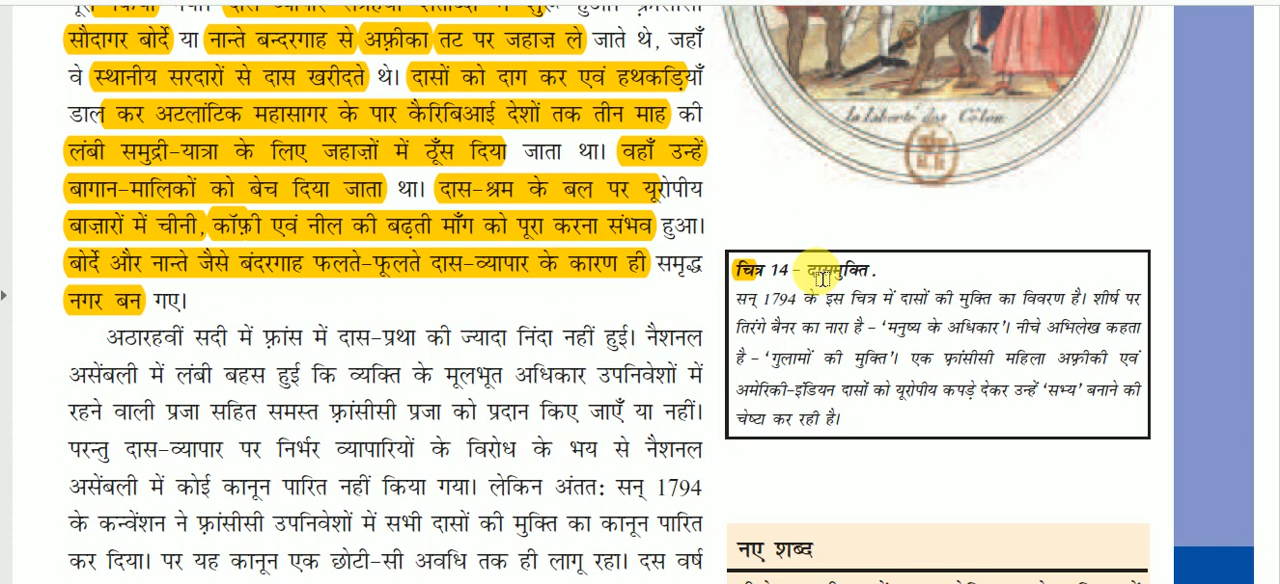 सौदागर बोर्दे या नान्ते बन्दरगाह से अफ़्रीका तट पर जहाज़ ले जाते थे, जहाँ
वे स्थानीय सरदारों से दास खरीदते थे। दासों को दाग कर एवं हथकड़ियाँ
डाल कर अटलांटिक महासागर के पार कैरिबिआई देशों तक तीन माह की
लंबी समुद्री-यात्रा के लिए जहाज़ों में ठूँस दिया जाता था। वहाँ उन्हें
बागान-मालिकों को बेच दिया जाता था। दास-श्रम के बल पर यूरोपीय
बाज़ारों में चीनी, कॉफ़ी एवं नील की बढ़ती माँग को पूरा करना संभव हुआ।
बोर्दे और नान्ते जैसे बंदरगाह फलते-फूलते दास-व्यापार के कारण ही समृद्ध
नगर बन गए।
अठारहवीं सदी में फ़्रांस में दास-प्रथा की ज्यादा निंदा नहीं हुई। नैशनल
असेंबली में लंबी बहस हुई कि व्यक्ति के मूलभूत अधिकार उपनिवेशों में
रहने वाली प्रजा सहित समस्त फ़्रांसीसी प्रजा को प्रदान किए जाएँ या नहीं।
परन्तु दास-व्यापार पर निर्भर व्यापारियों के विरोध के भय से नैशनल
असेंबली में कोई कानून पारित नहीं किया गया। लेकिन अंततः सन् 1794
के कन्वेंशन ने फ़्रांसीसी उपनिवेशों में सभी दासों की मुक्ति का कानून पारित
कर दिया। पर यह कानून एक छोटी-सी अवधि तक ही लागू रहा। दस वर्ष
la liberté des Côlon
चित्र 14 - दासमुक्ति.
सन् 1794 के इस चित्र में दासों की मुक्ति का विवरण है। शीर्ष पर
तिरंगे बैनर का नारा है - 'मनुष्य के अधिकार'। नीचे अभिलेख कहता
है - 'गुलामों की मुक्ति'। एक फ़्रांसीसी महिला अफ़्रीकी एवं
अमेरिकी-इंडियन दासों को यूरोपीय कपड़े देकर उन्हें 'सभ्य' बनाने की
चेष्टा कर रही है।
नए शब्द